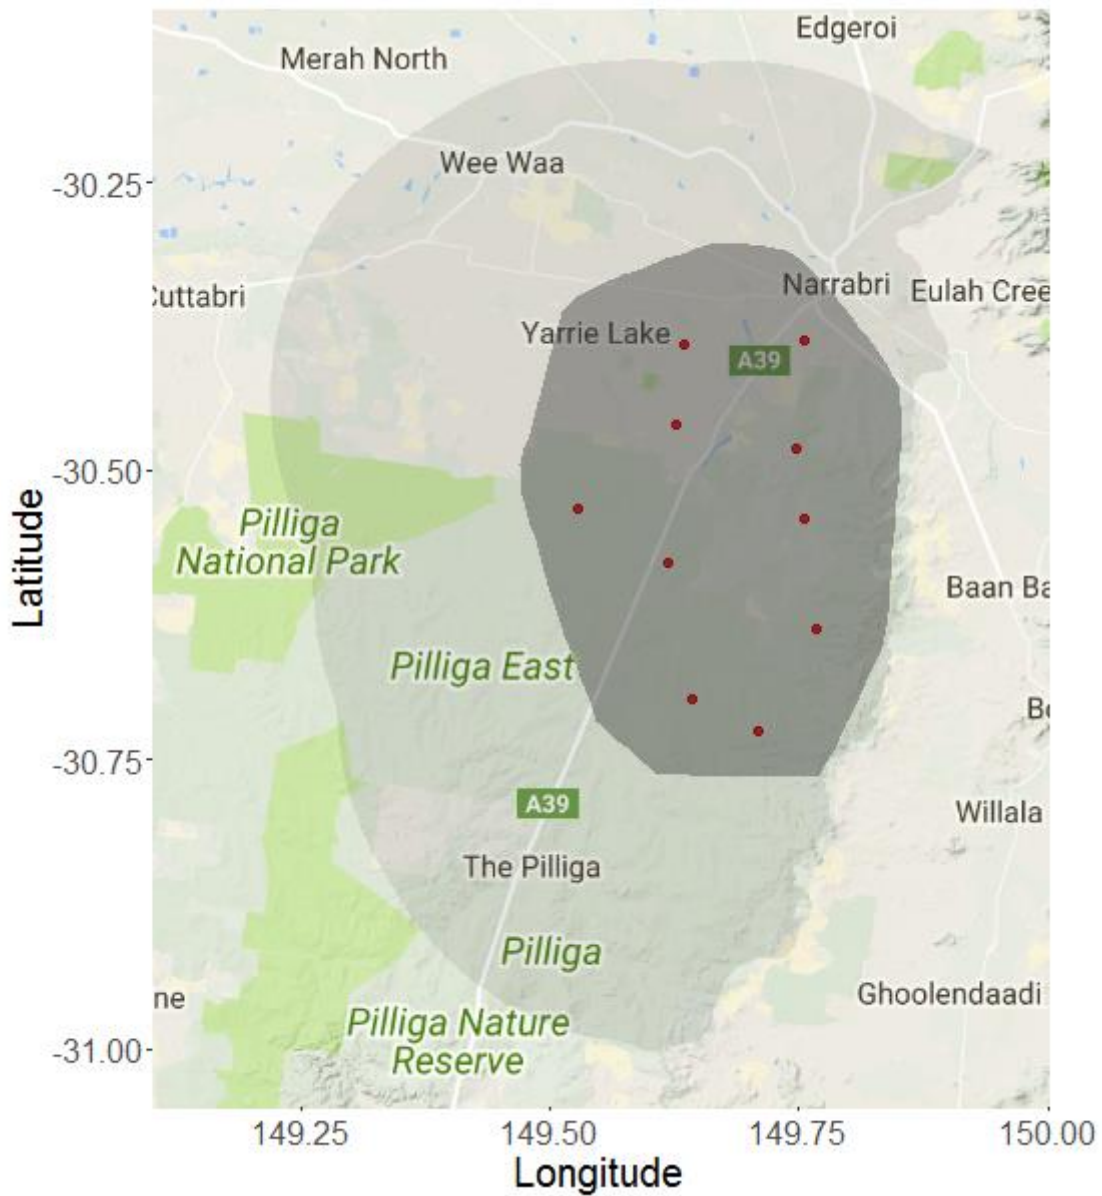 Edgeroi
Merah North
Wee Waa
-30.25
Cuttabri
Narrabri
Eulah Cree
Yarrie Lake
A39
-30.50
Pilliga
National Park
Latitude
Baan Ba
Pilliga East
Bo
-30.75
A39
Willala
The Pilliga
Pilliga
ne
Ghoolendaadi
Pilliga Nature
Reserve
-31.00
149.25
149.50
149.75
150.00
Longitude